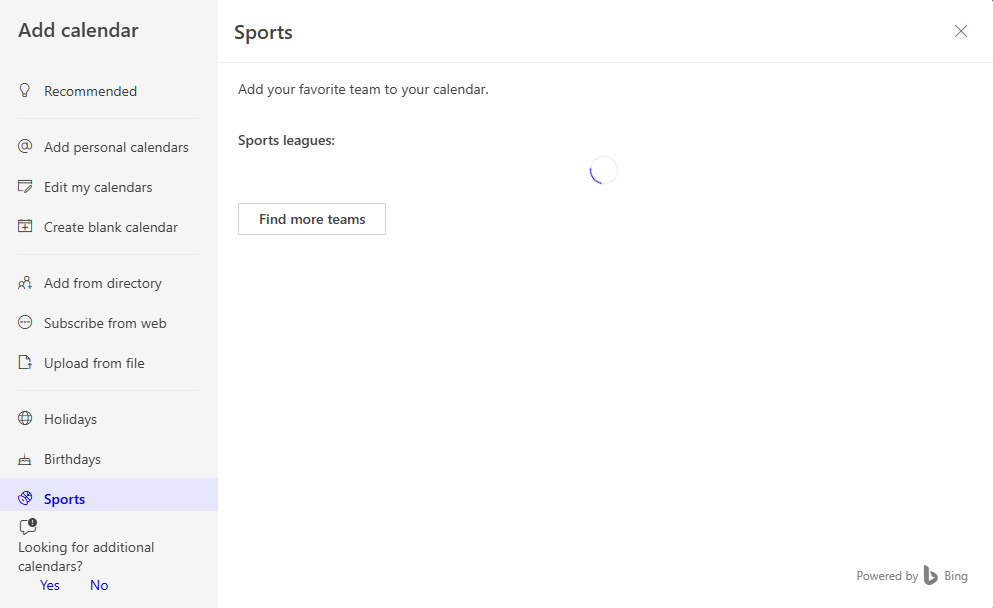 Add calendar
Recommended
Add personal calendars
Edit my calendars
Create blank calendar
Add from directory
Subscribe from web
Upload from file
Holidays
Birthdays
Sports
Looking for additional
calendars?
Yes No
Sports
Add your favorite team to your calendar.
Sports leagues:
Find more teams
Powered by Bing